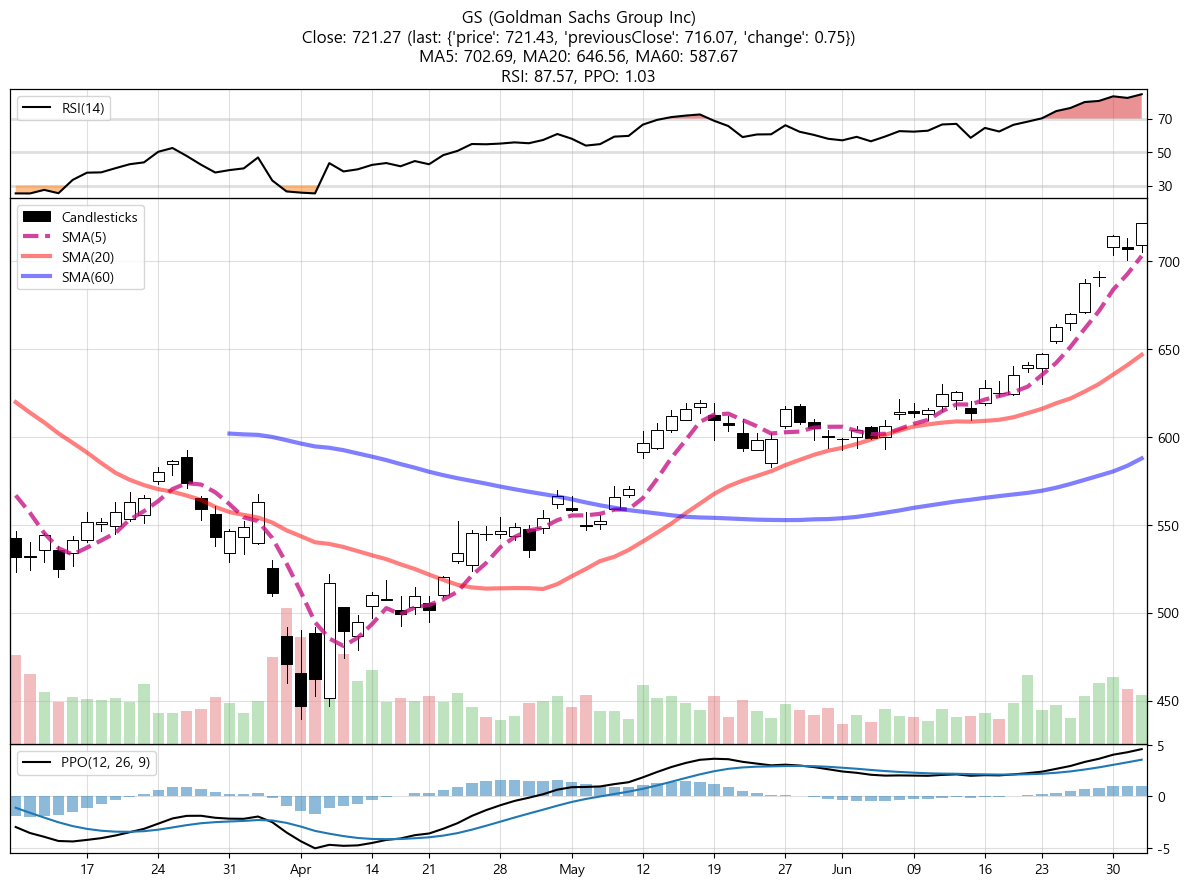 GS (Goldman Sachs Group Inc)
Close: 721.27 (last: {'price': 721.43, 'previousClose': 716.07, 'change': 0.75})
MA5: 702.69, MA20: 646.56, MA60: 587.67
RSI: 87.57, PPO: 1.03
RSI(14)
70
50
30
Candlesticks
SMA(5)
SMA(20)
SMA(60)
700
650
600
550
500
450
PPO(12, 26, 9)
5
0
-5
17 24 31 Apr 14 21 28 May 12 19 27 Jun 09 16 23 30